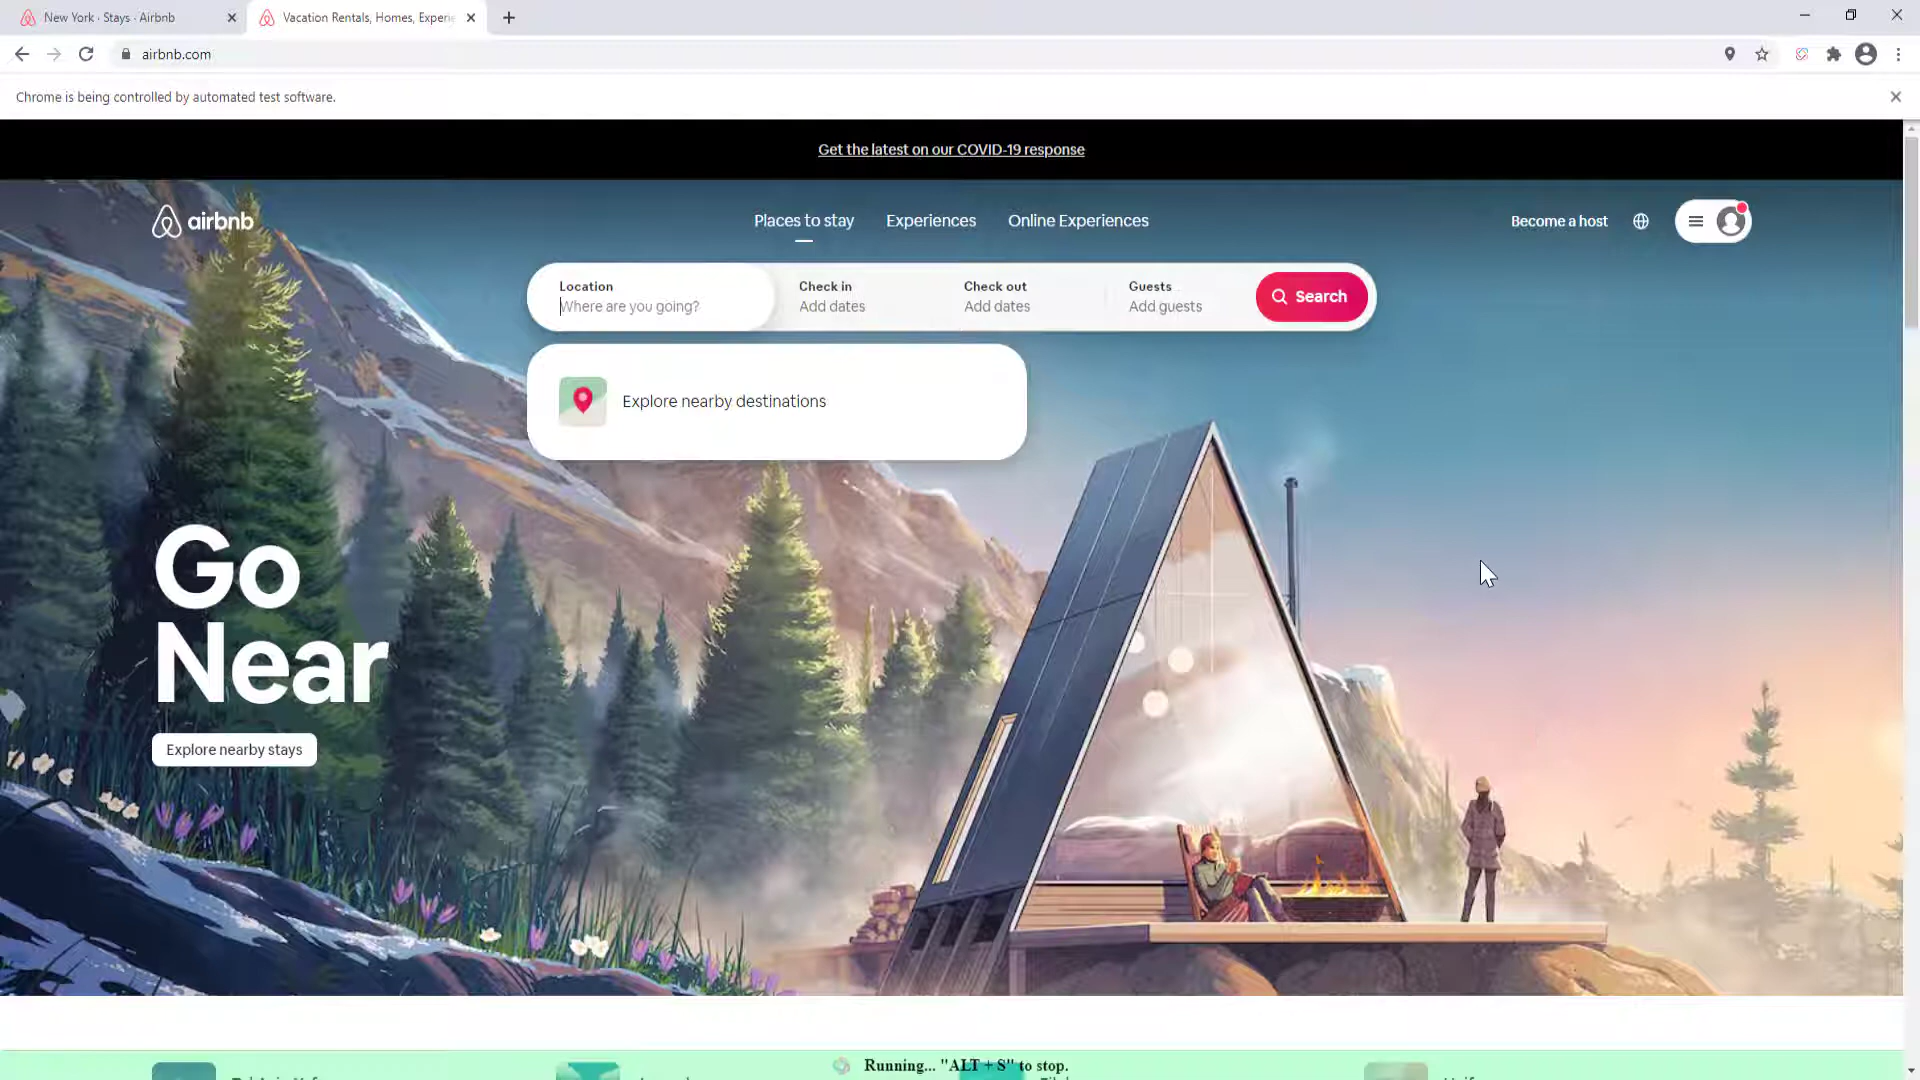 New York · Stays · Airbnb
Vacation Rentals, Homes, Experie
airbnb.com
Chrome is being controlled by automated test software.
Get the latest on our COVID-19 response
airbnb
Places to stay
Experiences
Online Experiences
Become a host
Location
Where are you going?
Check in
Add dates
Check out
Add dates
Guests
Add guests
Search
Explore nearby destinations
Go
Near
Explore nearby stays
Running... "ALT + S" to stop.